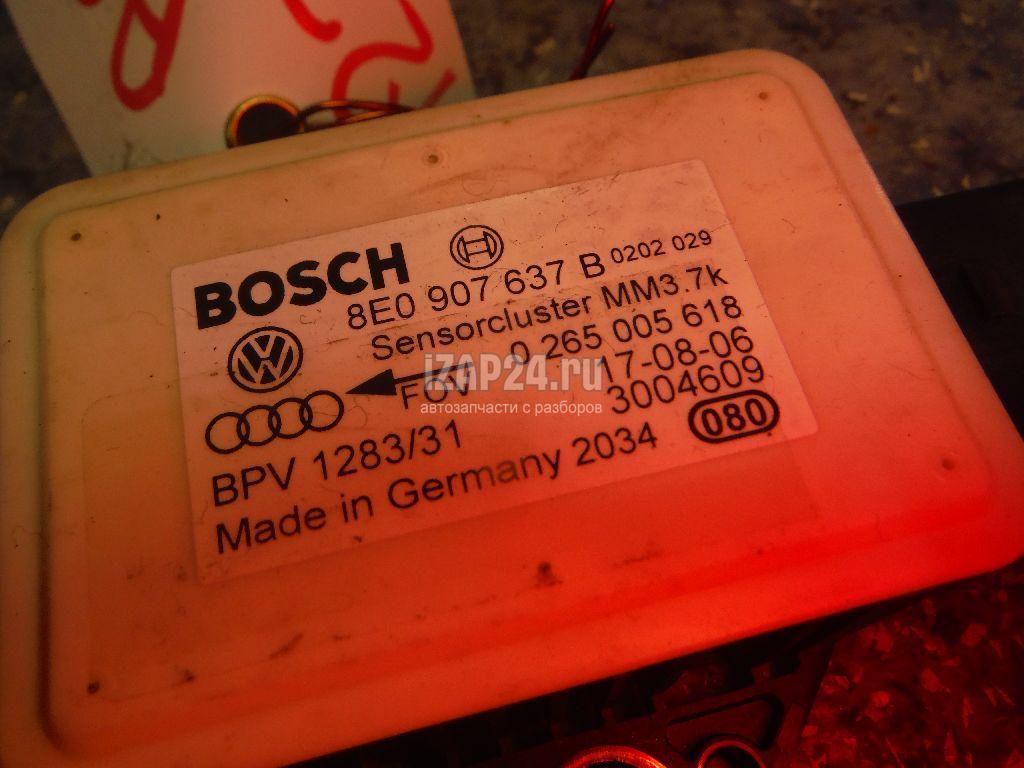 BOSCH
8E0 907 637 B 0202 029
Sensorcluster MM3.7k
0 265 005 618
FOV 17-08-06
3004609
BPV 1283/31
080
Made in Germany 2034
iZAP24.ru
автозапчасти с разборов